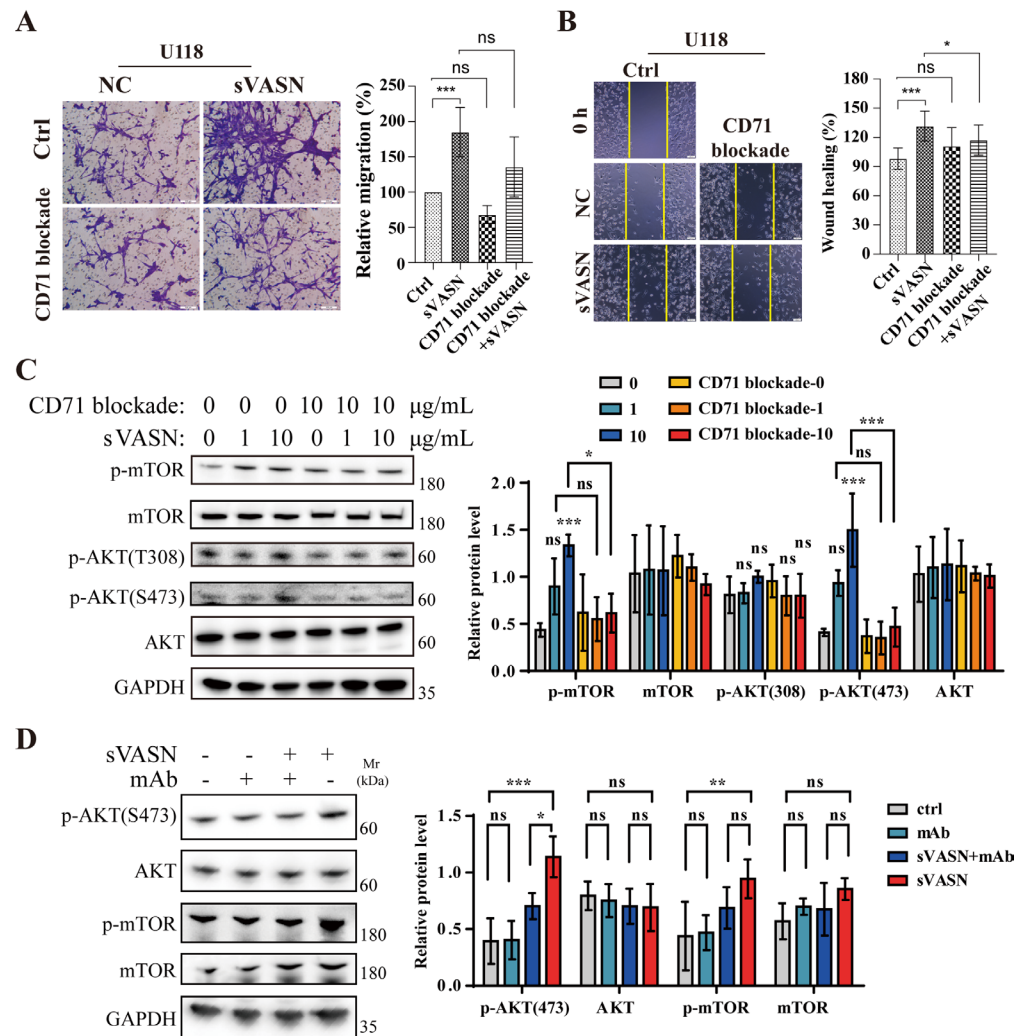 A
U118
NC sVASN
Ctrl
CD71 blockade
Relative migration (%)
250
200
150
100
50
0
***
ns
ns
Ctrl
sVASN
CD71 blockade
CD71 blockade
+sVASN
B
U118
Ctrl
0 h
CD71
blockade
NC
sVASN
Wound healing (%)
180
150
120
90
60
30
0
***
ns
*
Ctrl
sVASN
CD71 blockade
CD71 blockade
+sVASN
C
CD71 blockade: 0 0 0 10 10 10 μg/mL
sVASN: 0 1 10 0 1 10 μg/mL
p-mTOR 180
mTOR 180
p-AKT(T308) 60
p-AKT(S473) 60
AKT 60
GAPDH 35
0 CD71 blockade-0
1 CD71 blockade-1
10 CD71 blockade-10
Relative protein level
2.0
1.5
1.0
0.5
0.0
*
ns
ns ***
ns ns ns ns
***
ns
ns ***
p-mTOR mTOR p-AKT(308) p-AKT(473) AKT
D
sVASN - - + +
mAb - + + -
Mr
(kDa)
p-AKT(S473) 60
AKT 60
p-mTOR 180
mTOR 180
GAPDH 35
Relative protein level
1.5
1.0
0.5
0.0
*** ns ** ns
ns * ns ns ns ns ns ns
p-AKT(473) AKT p-mTOR mTOR
ctrl
mAb
sVASN+mAb
sVASN